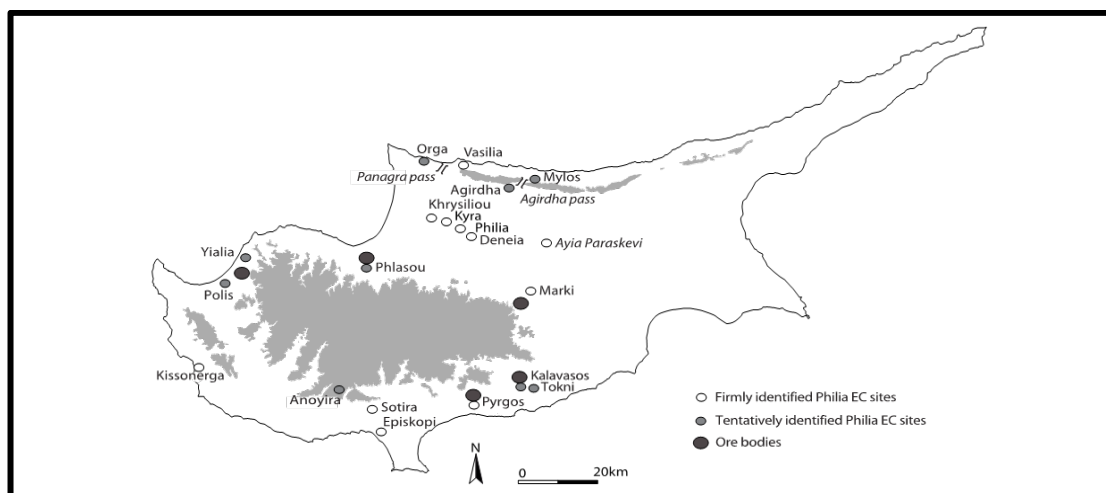 Orga
Vasilia
Panagra pass
Mylos
Agirdha
Agirdha pass
Khrysiliou
Kyra
Philia
Deneia
Ayia Paraskevi
Yialia
Phlasou
Polis
Marki
Kissonerga
Kalavasos
Tokni
Anoyira
Sotira
Pyrgos
Episkopi
Firmly identified Philia EC sites
Tentatively identified Philia EC sites
Ore bodies
N
0 20km